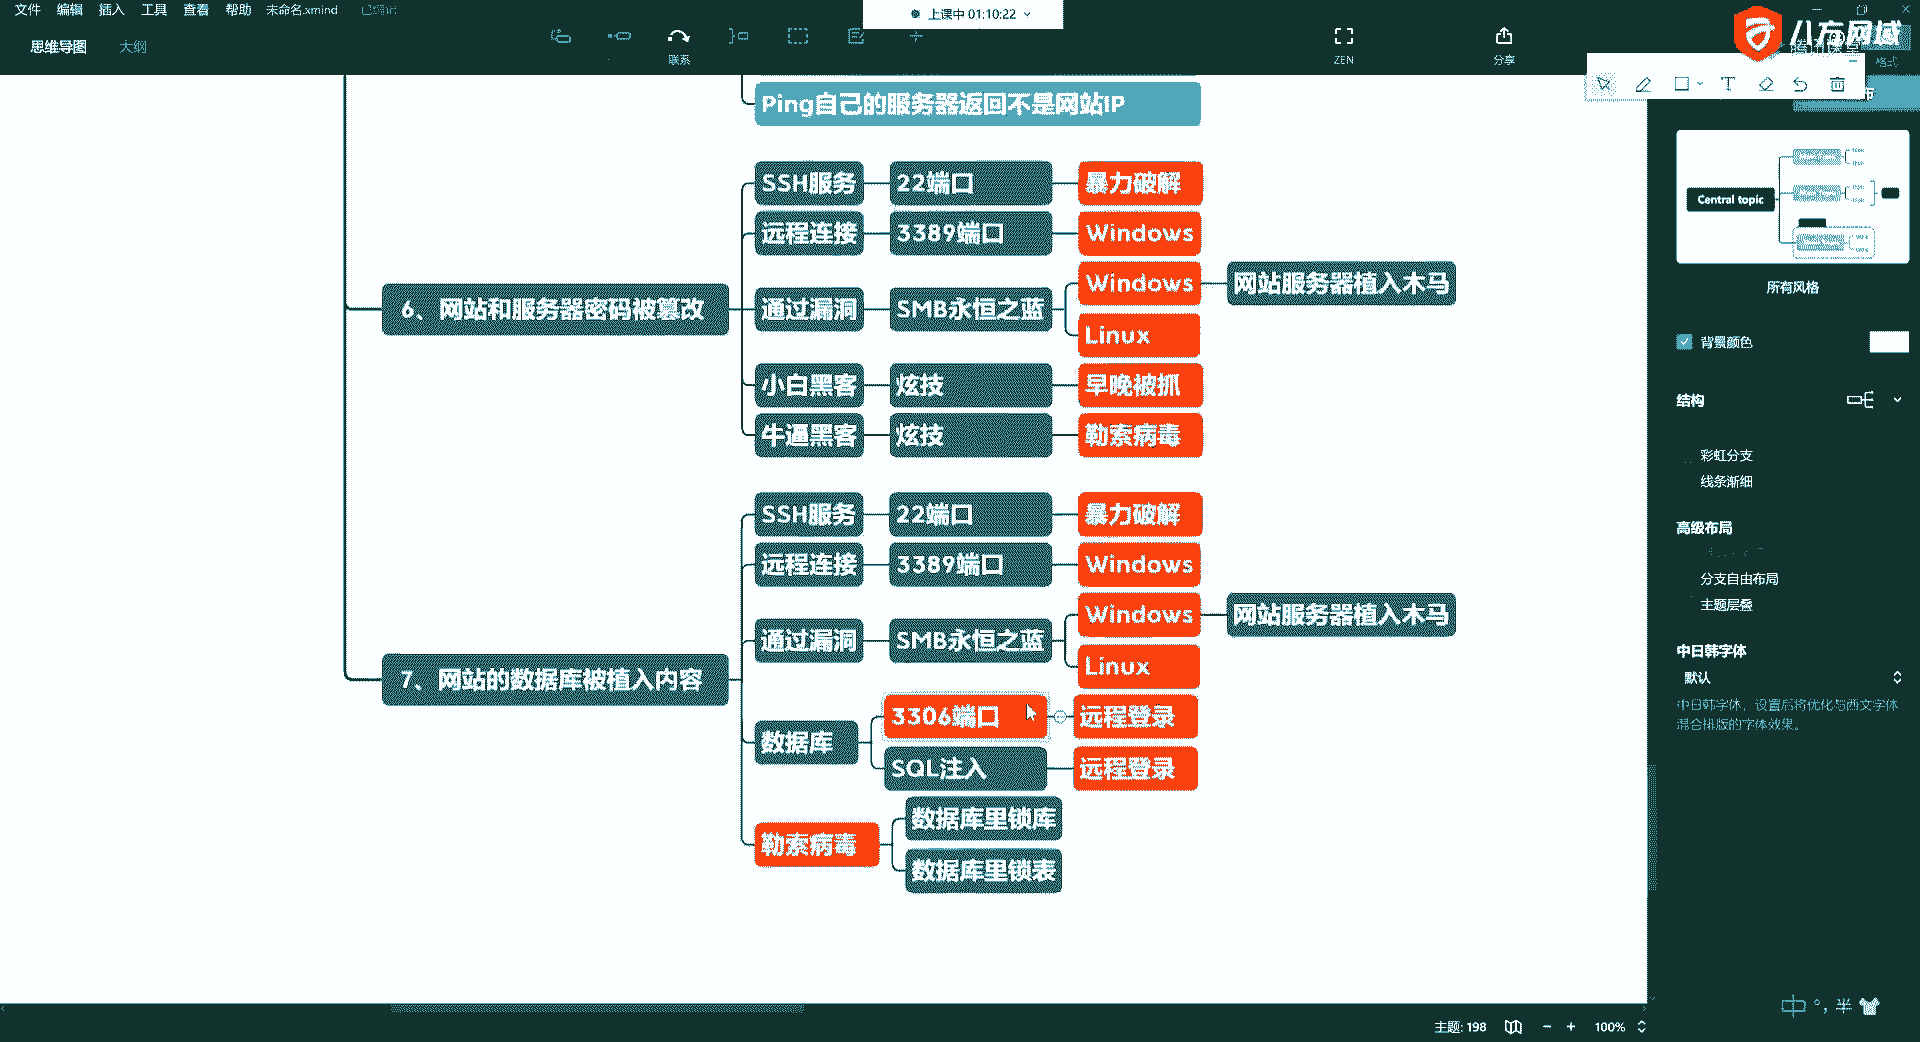 文件 编辑 插入 工具 查看 帮助 未命名.xmind
上课中 01:10:22
八方网域
腾讯课堂
思维导图 大纲
联系 ZEN 分享 格式
Ping自己的服务器返回不是网站IP
6、网站和服务器密码被篡改
SSH服务 22端口 暴力破解
远程连接 3389端口 Windows
通过漏洞 SMB永恒之蓝 Windows 网站服务器植入木马
Linux
小白黑客 炫技 早晚被抓
牛逼黑客 炫技 勒索病毒
7、网站的数据库被植入内容
SSH服务 22端口 暴力破解
远程连接 3389端口 Windows
通过漏洞 SMB永恒之蓝 Windows 网站服务器植入木马
Linux
数据库 3306端口 远程登录
SQL注入 远程登录
勒索病毒 数据库里锁库
数据库里锁表
Central topic
所有风格
背景颜色
结构
彩虹分支
线条渐细
高级布局
分支自由布局
主题层叠
中日韩字体
默认
中日韩字体，设置后将优化与西文字体
混合排版的字体效果。
中 °, 半
主题: 198 − + 100%